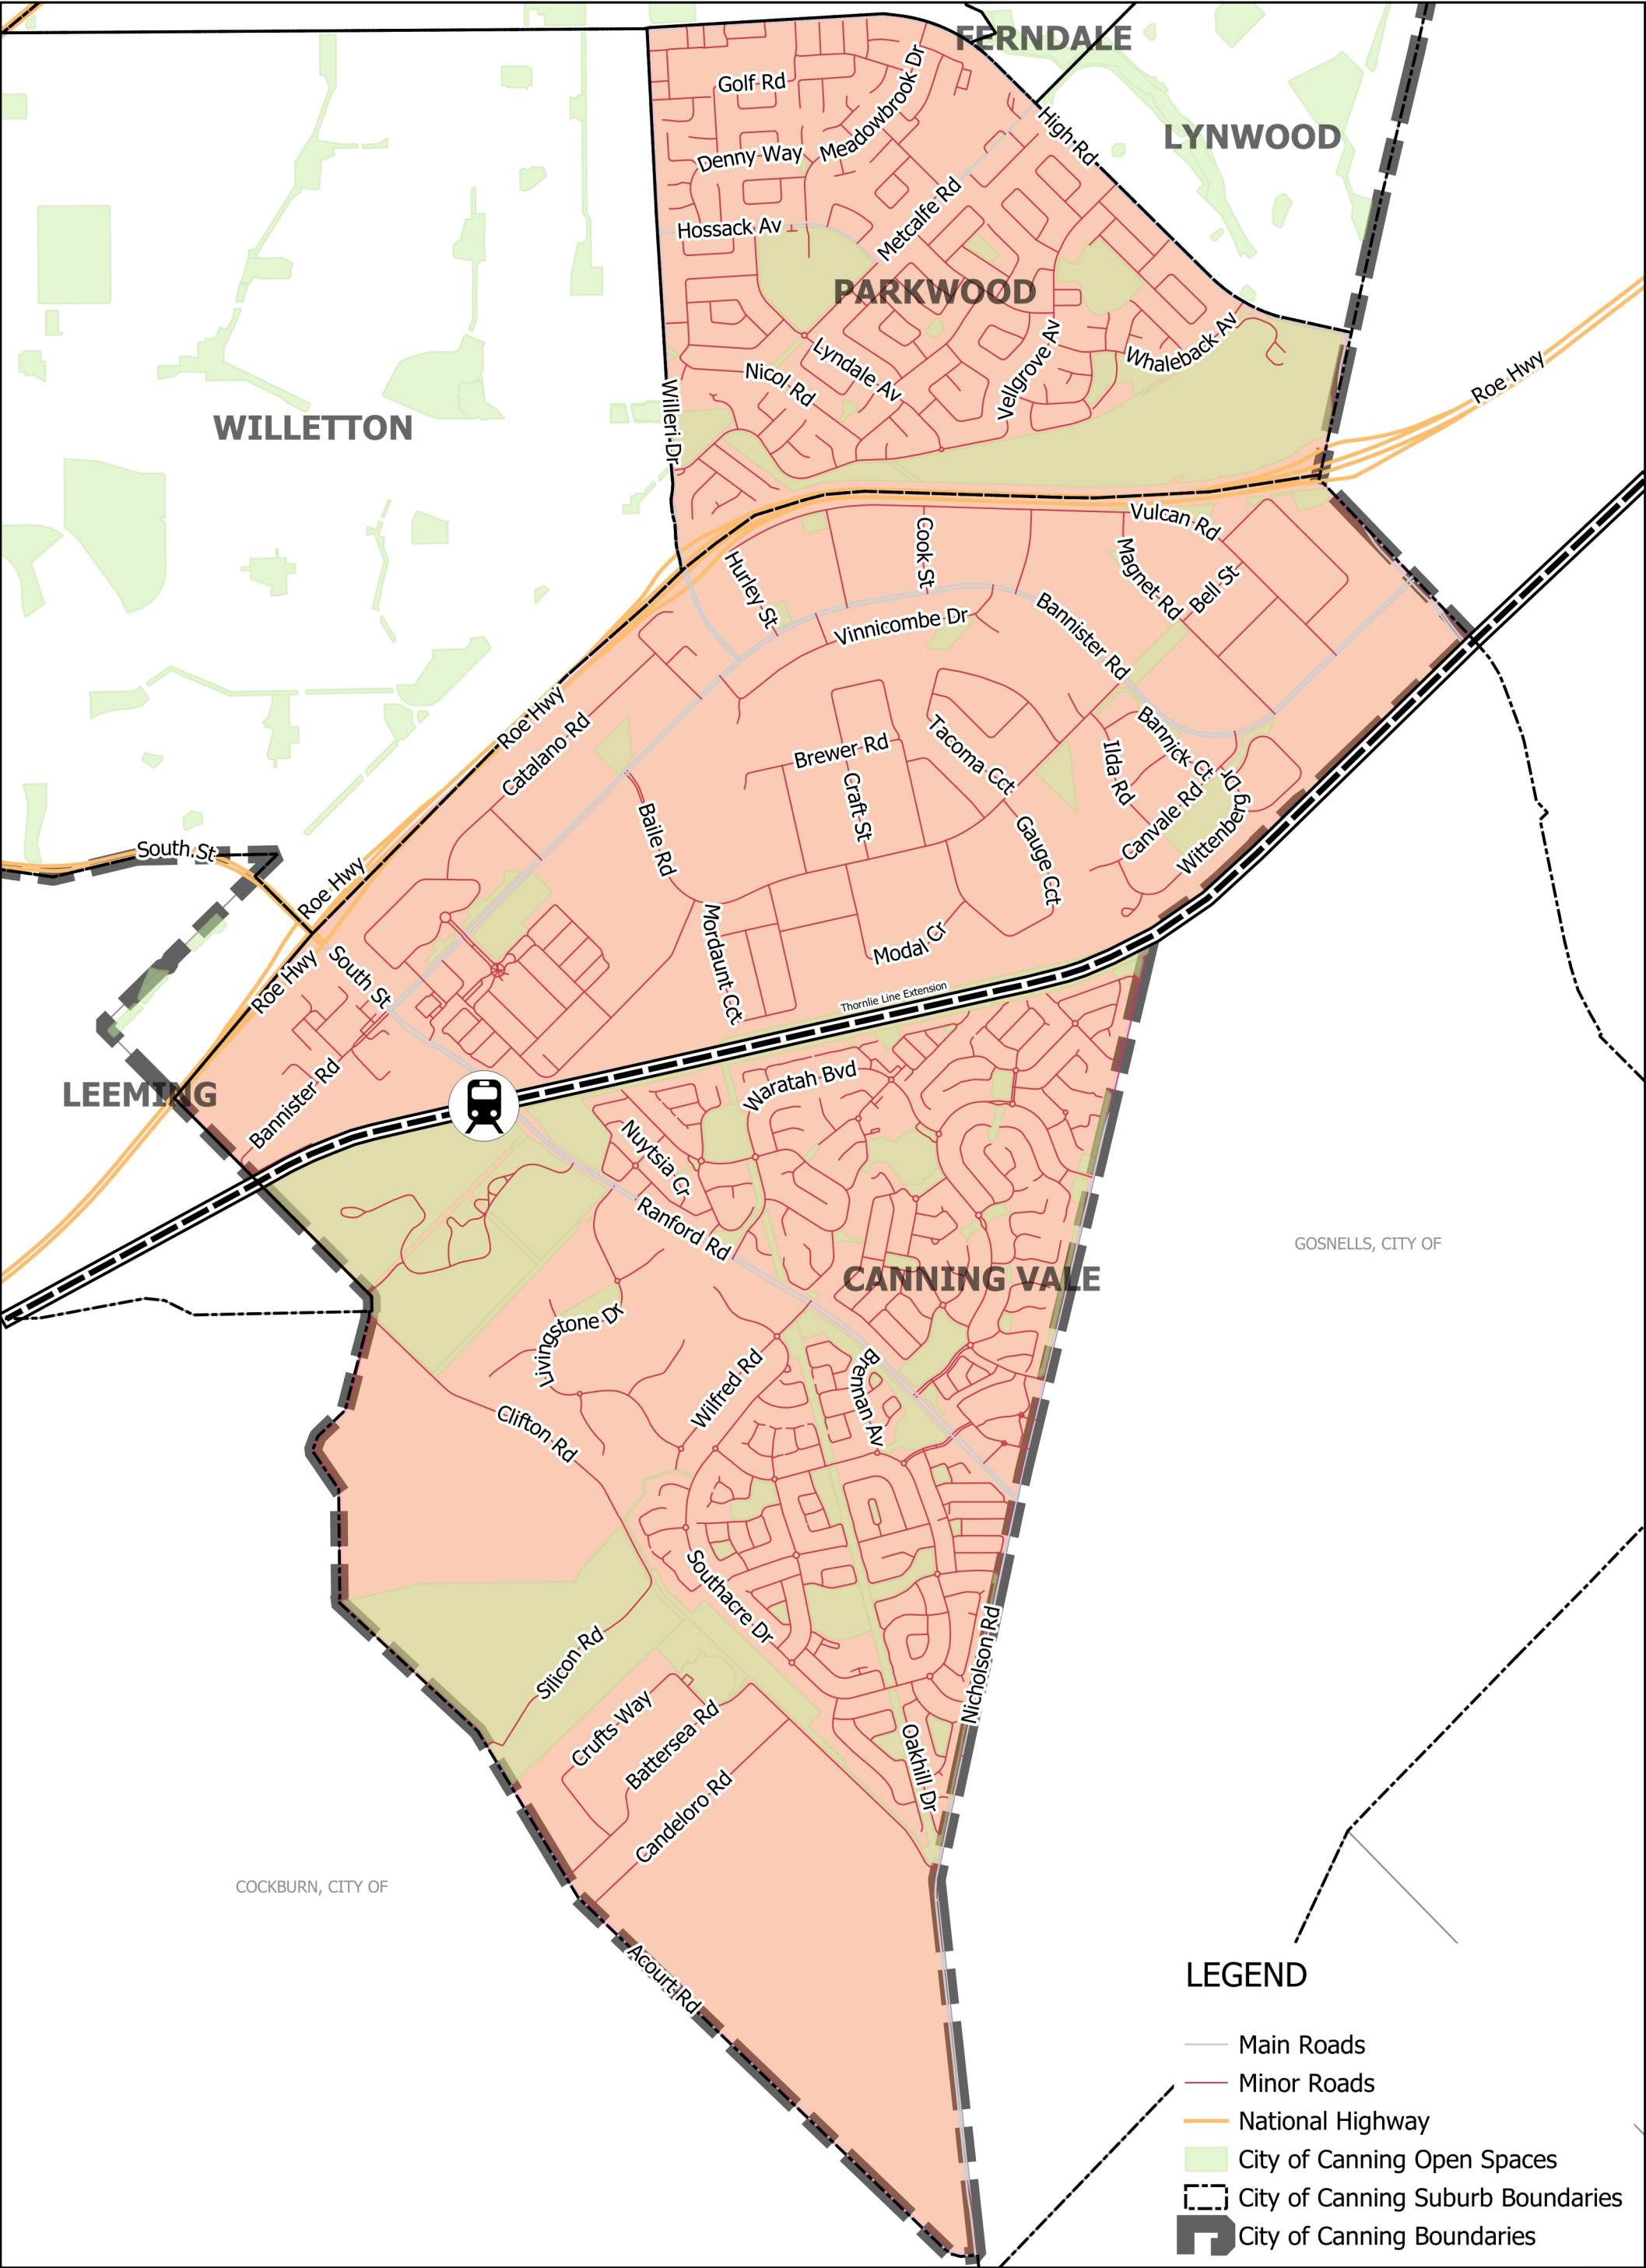 FERNDALE
LYNWOOD
Golf Rd
Meadowbrook Dr
High Rd
Denny Way
Metcalfe Rd
Hossack Av
PARKWOOD
Whaleback Av
Vellgrove Av
Lyndale Av
Nicol Rd
Willeri Dr
WILLETTON
Roe Hwy
Vulcan Rd
Cook St
Magnet Rd
Bell St
Hurley St
Vinnicombe Dr
Bannister Rd
Roe Hwy
Catalano Rd
Brewer Rd
Tacoma Cct
Bannick Ct
Ilda Rd
Craft St
Canvale Rd
Wittenberg Dr
Baile Rd
Gauge Cct
South St
Roe Hwy
Mordaunt Cct
Modal Cr
Roe Hwy
South St
Thornlie Line Extension
LEEMING
Bannister Rd
Waratah Bvd
Nuytsia Cr
Ranford Rd
GOSNELLS, CITY OF
CANNING VALE
Livingstone Dr
Wilfred Rd
Brennan Av
Clifton Rd
Southacre Dr
Silicon Rd
Nicholson Rd
Crufts Way
Battersea Rd
Oakhill Dr
Candeloro Rd
COCKBURN, CITY OF
Acourt Rd
LEGEND
Main Roads
Minor Roads
National Highway
City of Canning Open Spaces
City of Canning Suburb Boundaries
City of Canning Boundaries